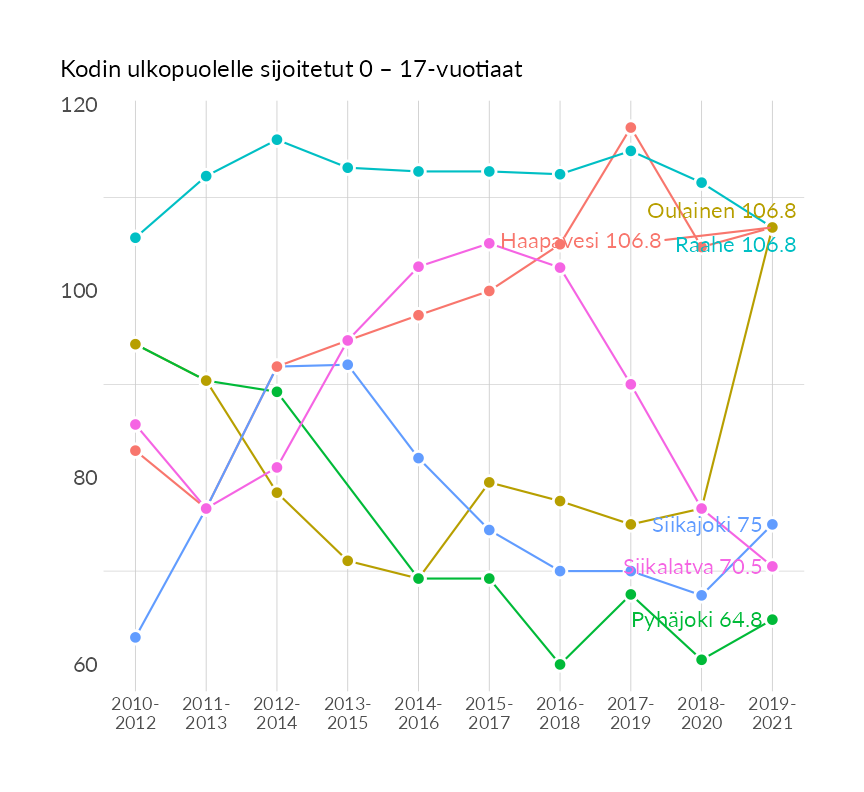 Kodin ulkopuolelle sijoitetut 0 – 17-vuotiaat
120
100
80
60
Oulainen 106.8
Haapavesi 106.8
Raahe 106.8
Siikajoki 75
Siikalatva 70.5
Pyhäjoki 64.8
2010- 2011- 2012- 2013- 2014- 2015- 2016- 2017- 2018- 2019-
2012 2013 2014 2015 2016 2017 2018 2019 2020 2021